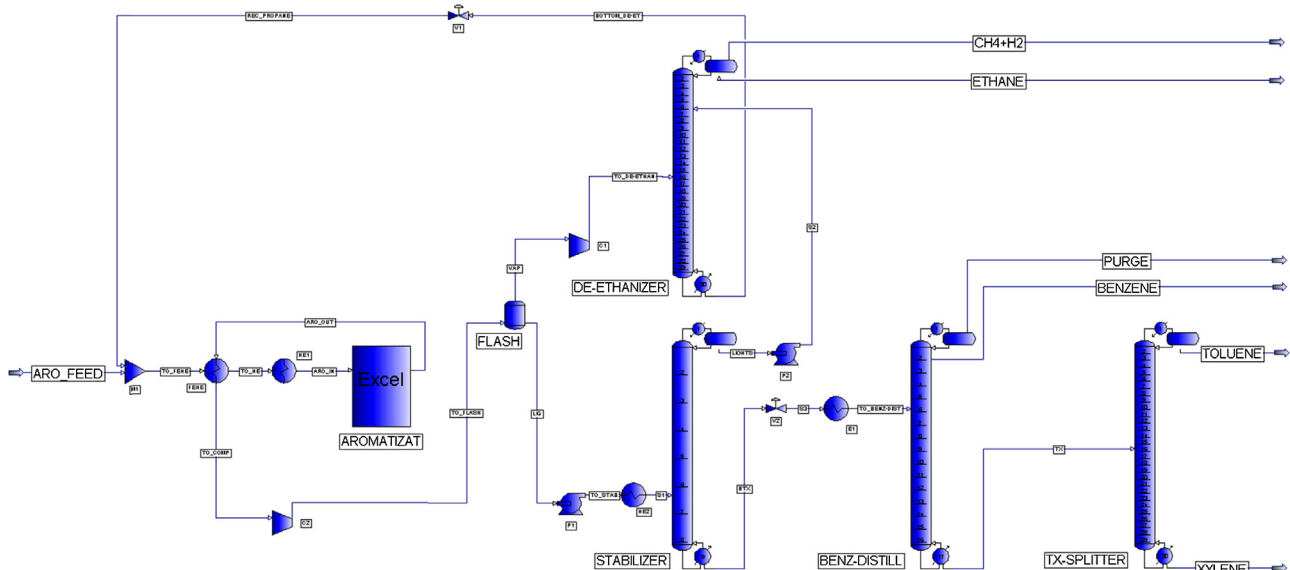 REC_PROPANE
V1
BOTTOM_DE-ET
CH4+H2
ETHANE
TO_DE-ETHAN
S2
C1
VAP
DE-ETHANIZER
PURGE
BENZENE
ARO_OUT
FLASH
LIGHTS
P2
TOLUENE
ARO_FEED
M1
TO_FEHE
FEHE
TO_HE
HE1
ARO_IN
Excel
AROMATIZAT
TO_FLASH
LIQ
V2
S3
E1
TO_BENZ-DIST
TO_COMP
TX
BTX
C2
P1
TO_STAB
HE2
S1
STABILIZER
BENZ-DISTILL
TX-SPLITTER
XYLENE